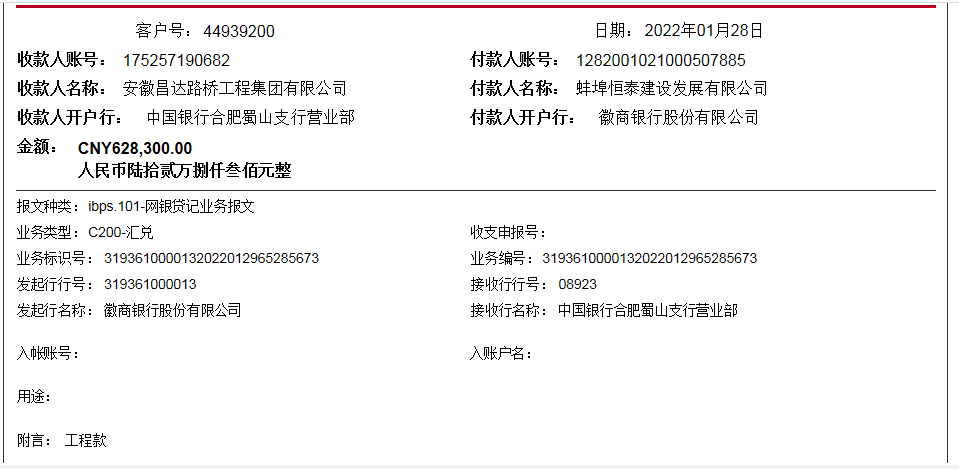 客户号： 44939200 日期： 2022年01月28日
收款人账号： 175257190682 付款人账号： 1282001021000507885
收款人名称： 安徽昌达路桥工程集团有限公司 付款人名称： 蚌埠恒泰建设发展有限公司
收款人开户行： 中国银行合肥蜀山支行营业部 付款人开户行： 徽商银行股份有限公司
金额： CNY628,300.00
人民币陆拾贰万捌仟叁佰元整
报文种类： ibps.101-网银贷记业务报文
业务类型： C200-汇兑 收支申报号：
业务标识号： 3193610000132022012965285673 业务编号： 3193610000132022012965285673
发起行行号： 319361000013 接收行行号： 08923
发起行名称： 徽商银行股份有限公司 接收行名称： 中国银行合肥蜀山支行营业部
入帐账号： 入账户名：
用途：
附言： 工程款